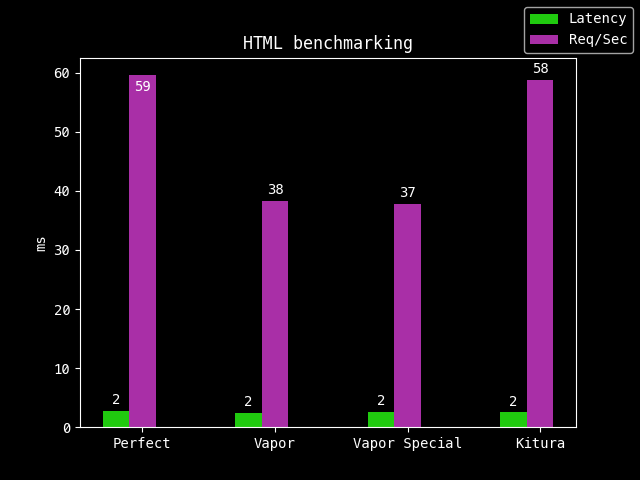 Latency
Req/Sec
HTML benchmarking
60
50
40
30
20
10
0
ms
59
38
37
58
2
2
2
2
Perfect
Vapor
Vapor Special
Kitura